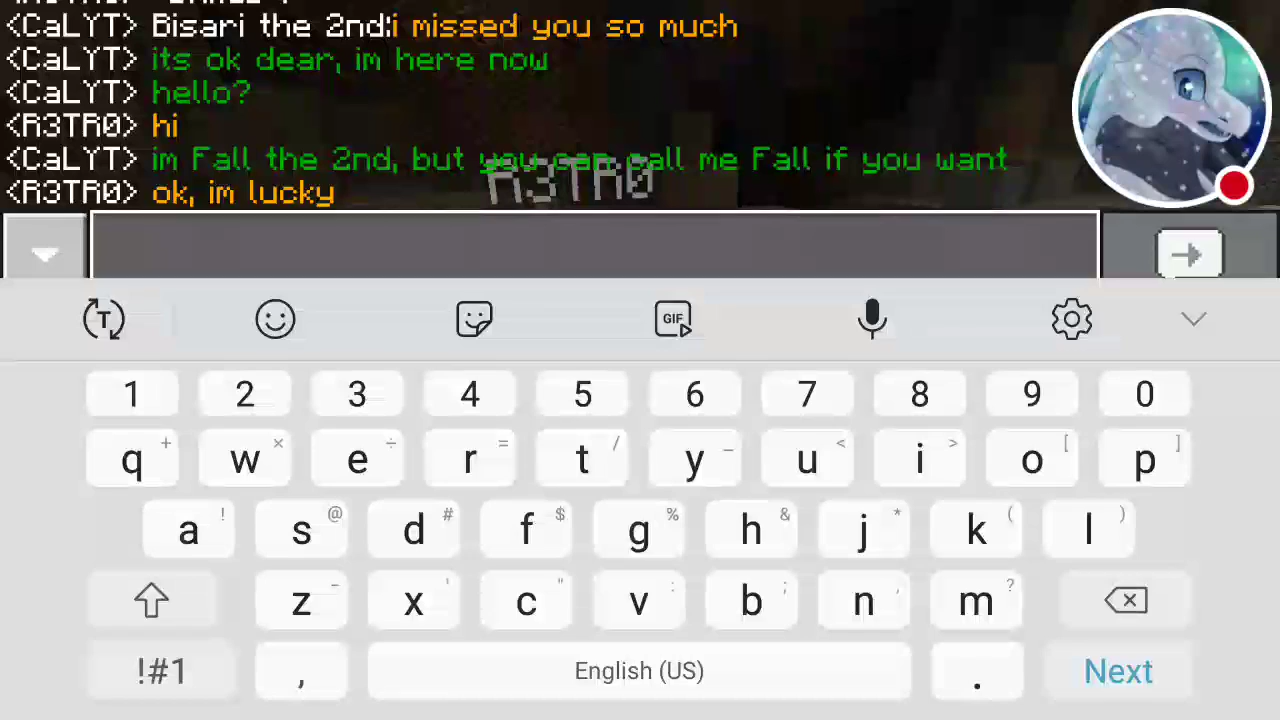 <CaLYT> Bisari the 2nd:i missed you so much
<CaLYT> its ok dear, im here now
<CaLYT> hello?
<R3TR0> hi
<CaLYT> im Fall the 2nd, but you can call me Fall if you want
R3TR0
<R3TR0> ok, im lucky
T GIF
1 2 3 4 5 6 7 8 9 0
q + w × e ÷ r = t / y _ u < i > o [ p ]
a ! s @ d # f $ g % h & j * k ( l )
z - x ' c " v : b ; n , m ?
!#1 , English (US) . Next